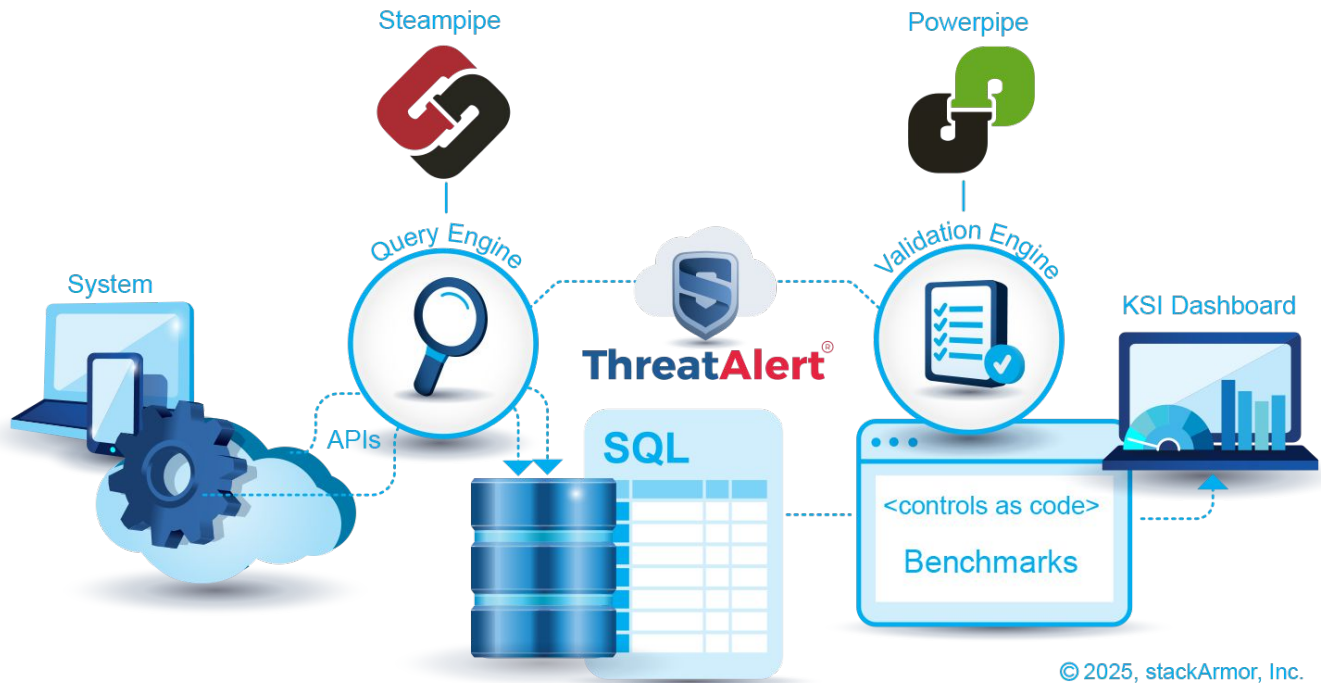 Steampipe
Powerpipe
Query Engine
Validation Engine
System
KSI Dashboard
ThreatAlert®
APIs
SQL
<controls as code>
Benchmarks
© 2025, stackArmor, Inc.